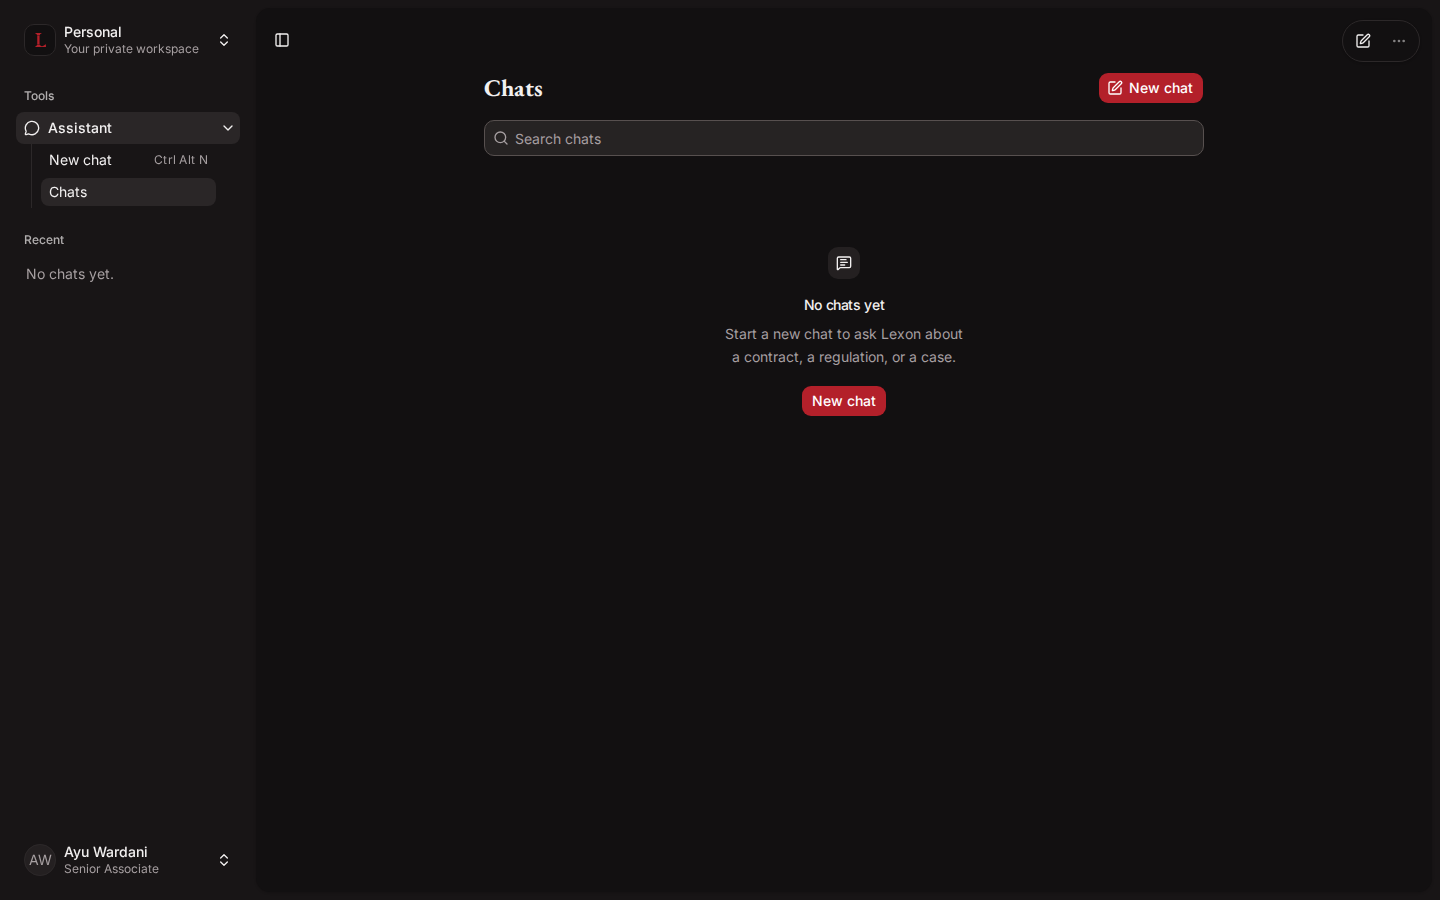 L
Personal
Your private workspace
Tools
Assistant
New chat
Ctrl Alt N
Chats
Recent
No chats yet.
AW
Ayu Wardani
Senior Associate
Chats
New chat
Search chats
No chats yet
Start a new chat to ask Lexon about
a contract, a regulation, or a case.
New chat